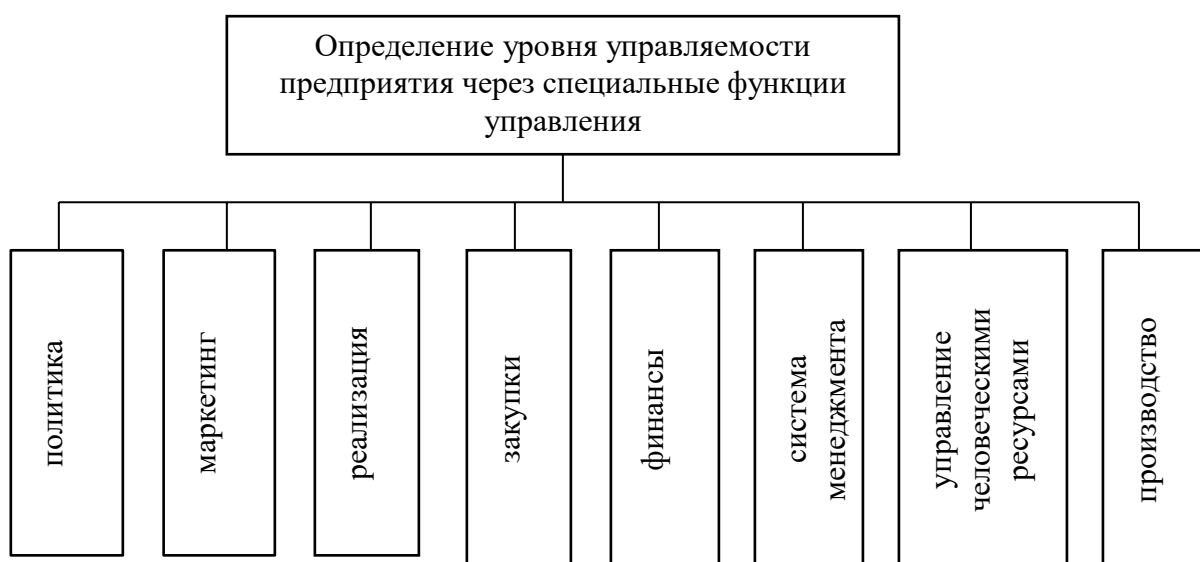 Определение уровня управляемости
предприятия через специальные функции
управления
политика
маркетинг
реализация
закупки
финансы
система
менеджмента
управление
человеческими
ресурсами
производство